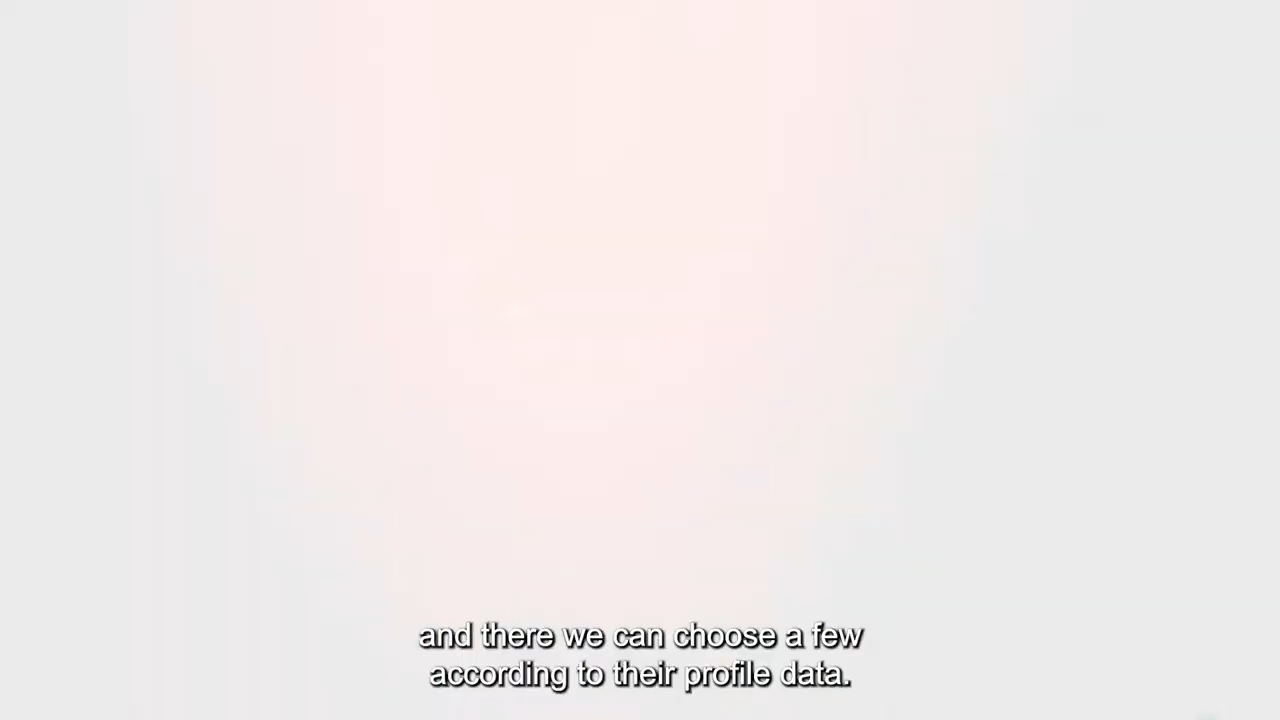 and there we can choose a few
according to their profile data.